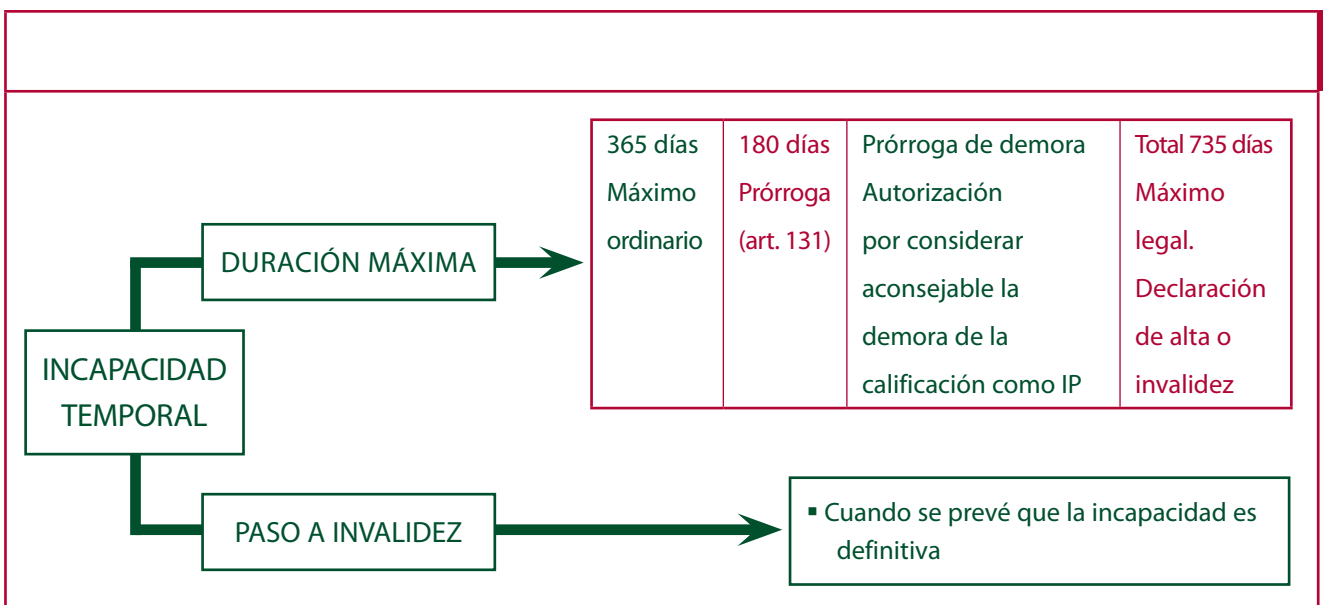 365 días
Máximo
ordinario
180 días
Prórroga
(art. 131)
Prórroga de demora
Autorización
por considerar
aconsejable la
demora de la
calificación como IP
Total 735 días
Máximo
legal.
Declaración
de alta o
invalidez
DURACIÓN MÁXIMA
INCAPACIDAD
TEMPORAL
PASO A INVALIDEZ
▪ Cuando se prevé que la incapacidad es
definitiva